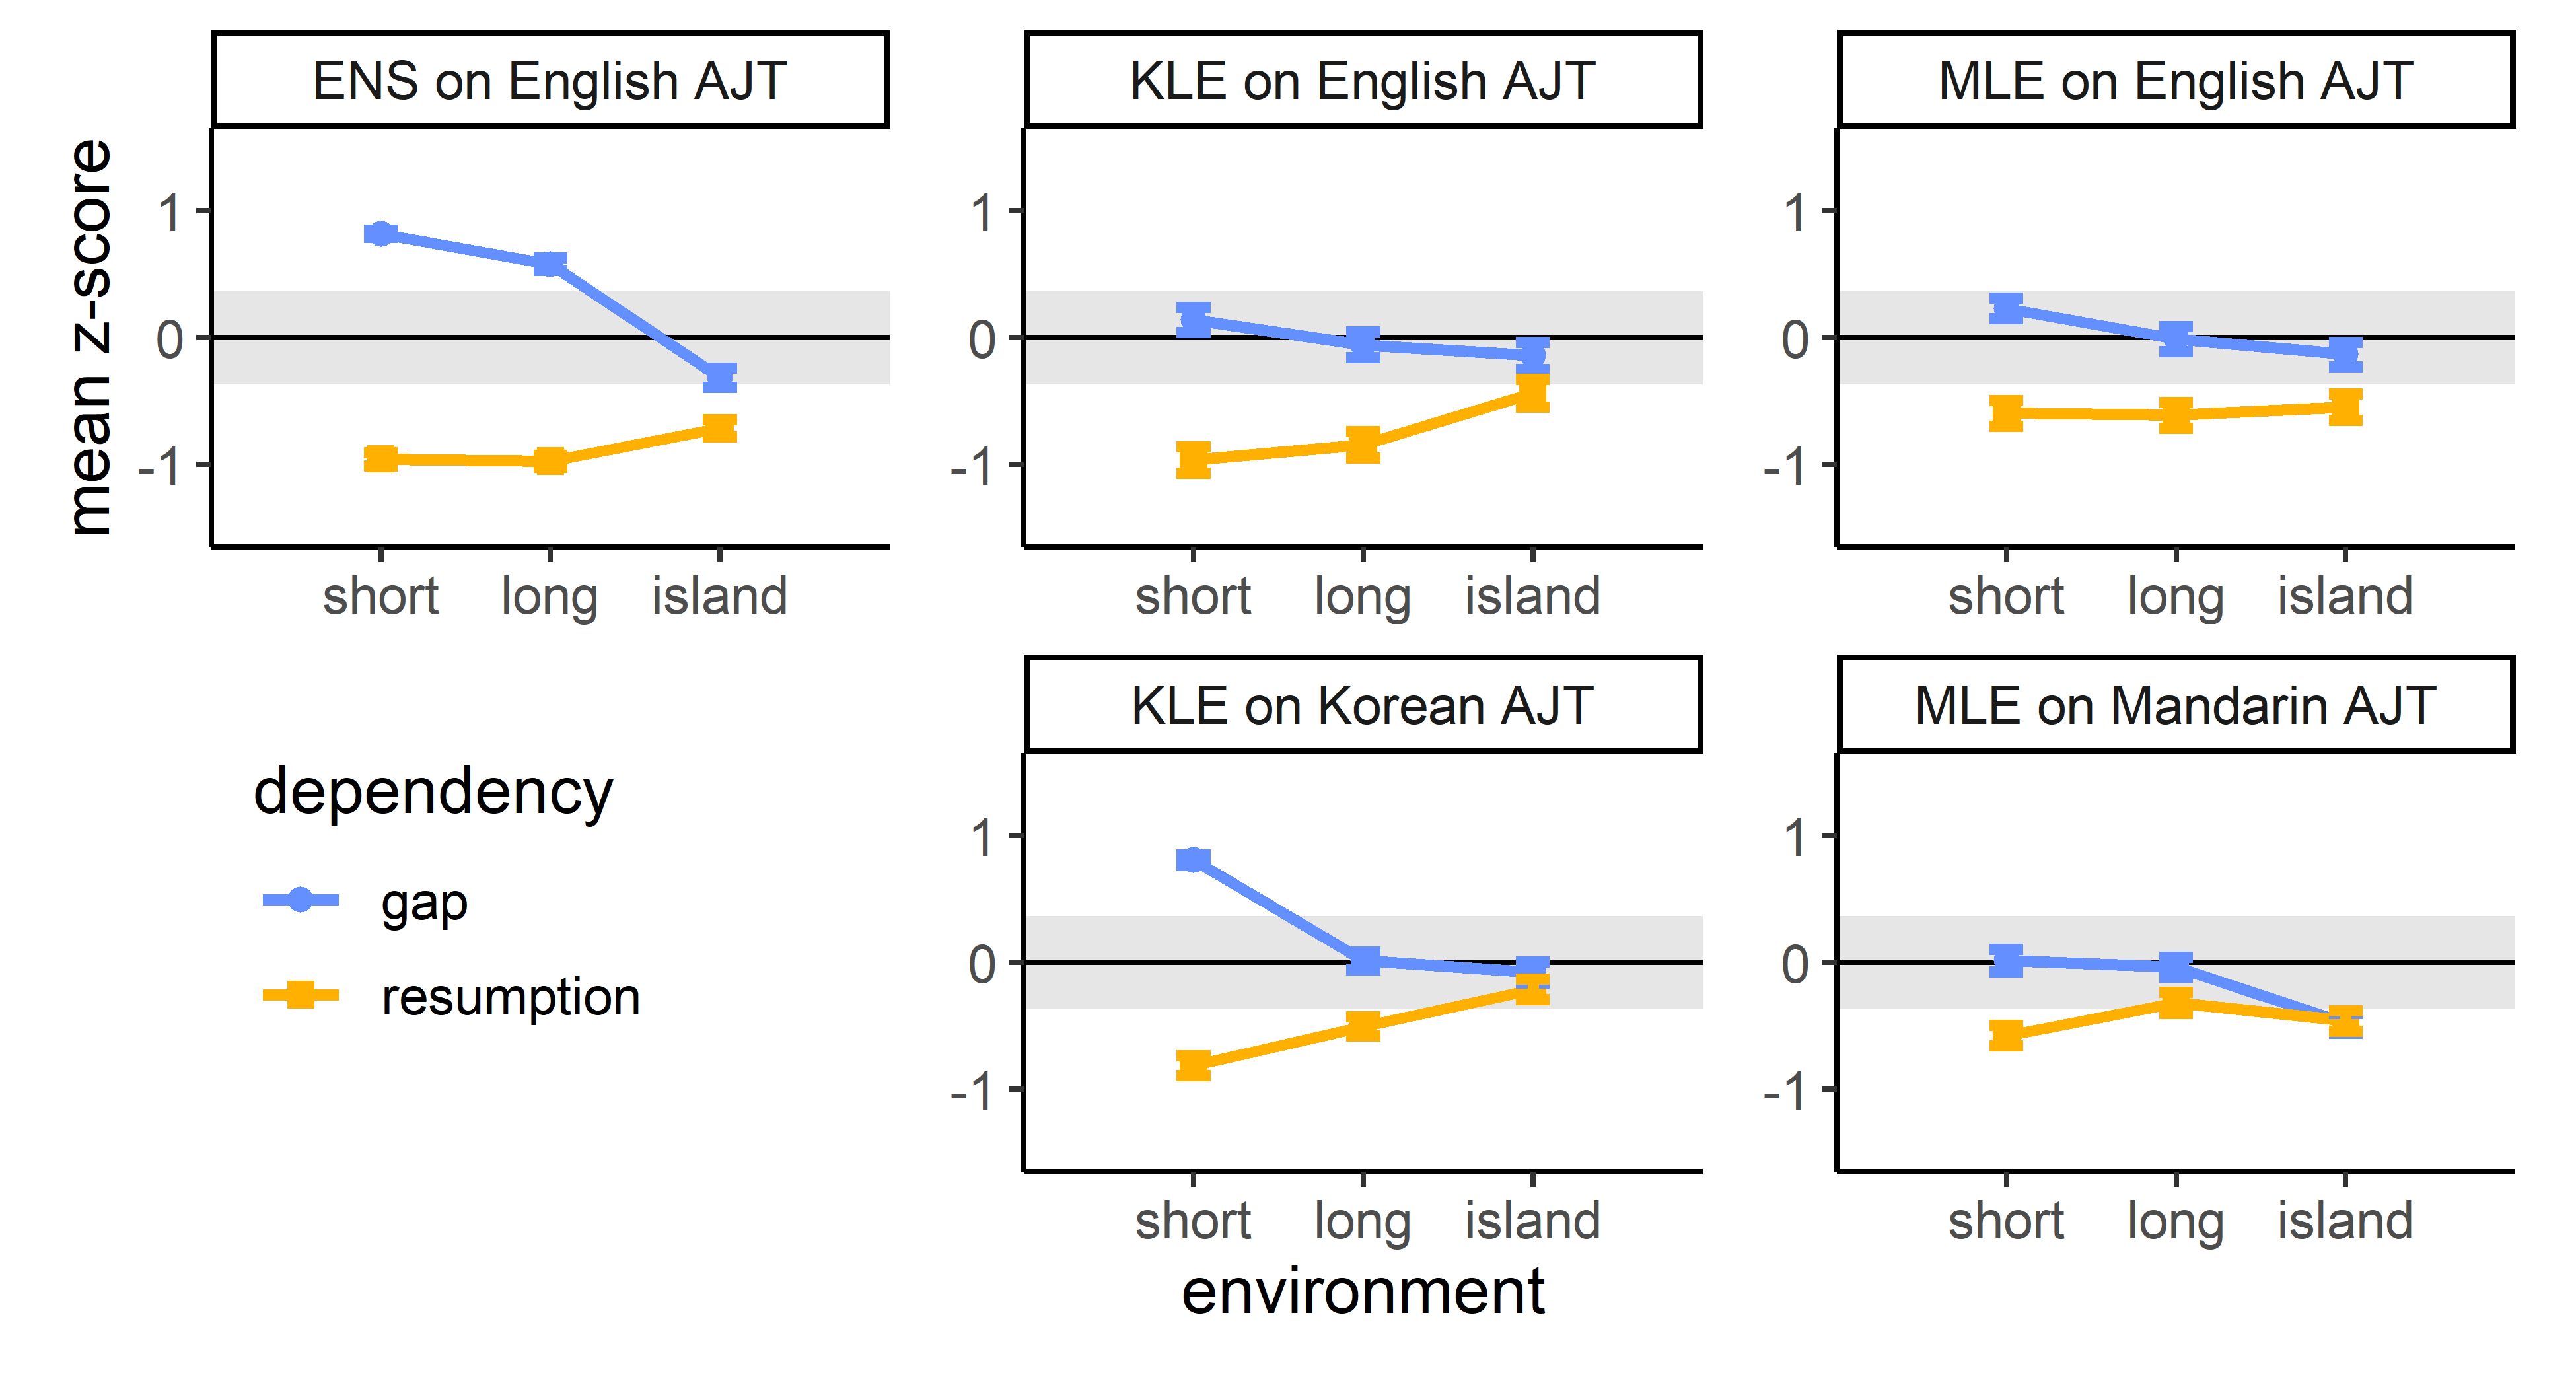 ENS on English AJT
KLE on English AJT
MLE on English AJT
mean z-score
1
0
-1
short long island
1
0
-1
short long island
1
0
-1
short long island
KLE on Korean AJT
MLE on Mandarin AJT
dependency
gap
resumption
1
0
-1
short long island
1
0
-1
short long island
environment